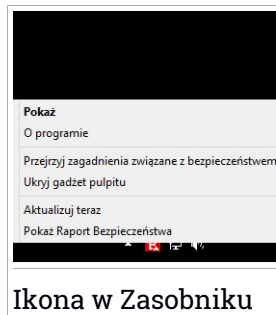 Pokaż
O programie
Przejrzyj zagadnienia związane z bezpieczeństwem
Ukryj gadżet pulpitu
Aktualizuj teraz
Pokaż Raport Bezpieczeństwa
Ikona w Zasobniku